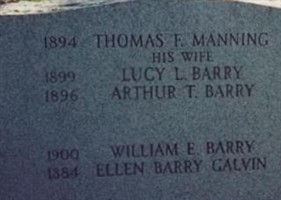 1894 THOMAS F. MANNING
HIS WIFE
1899 LUCY L. BARRY
1896 ARTHUR T. BARRY
1900 WILLIAM E. BARRY
1884 ELLEN BARRY GALVIN